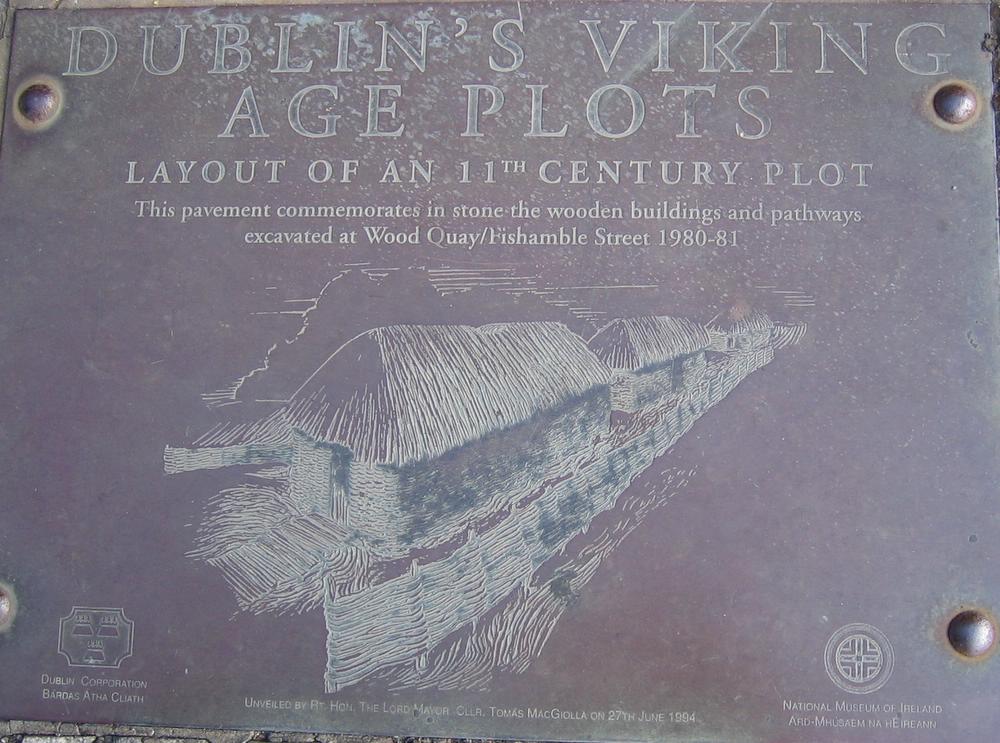 DUBLIN'S VIKING
AGE PLOTS
LAYOUT OF AN 11TH CENTURY PLOT
This pavement commemorates in stone the wooden buildings and pathways
excavated at Wood Quay/Fishamble Street 1980-81
DUBLIN CORPORATION
BÁRDAS ÁTHA CLIATH
UNVEILED BY RT. HON. THE LORD MAYOR CLLR. TOMÁS MACGIOLLA ON 27TH JUNE 1994.
NATIONAL MUSEUM OF IRELAND
ARD-MHÚSAEM NA HÉIREANN